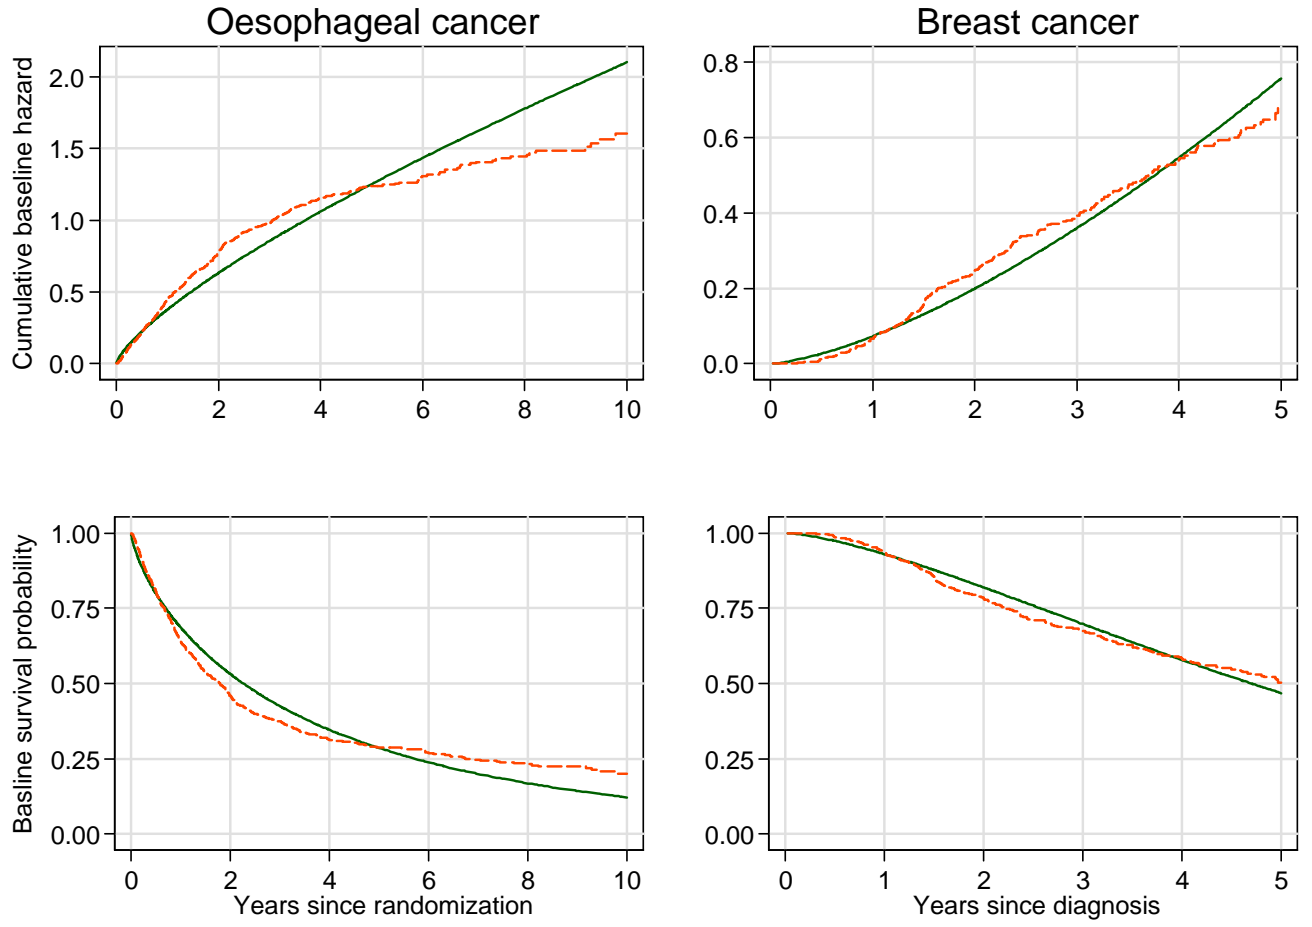 Oesophageal cancer
Breast cancer
Cumulative baseline hazard
2.0
1.5
1.0
0.5
0.0
0 2 4 6 8 10
0.8
0.6
0.4
0.2
0.0
0 1 2 3 4 5
Basline survival probability
1.00
0.75
0.50
0.25
0.00
0 2 4 6 8 10
Years since randomization
1.00
0.75
0.50
0.25
0.00
0 1 2 3 4 5
Years since diagnosis